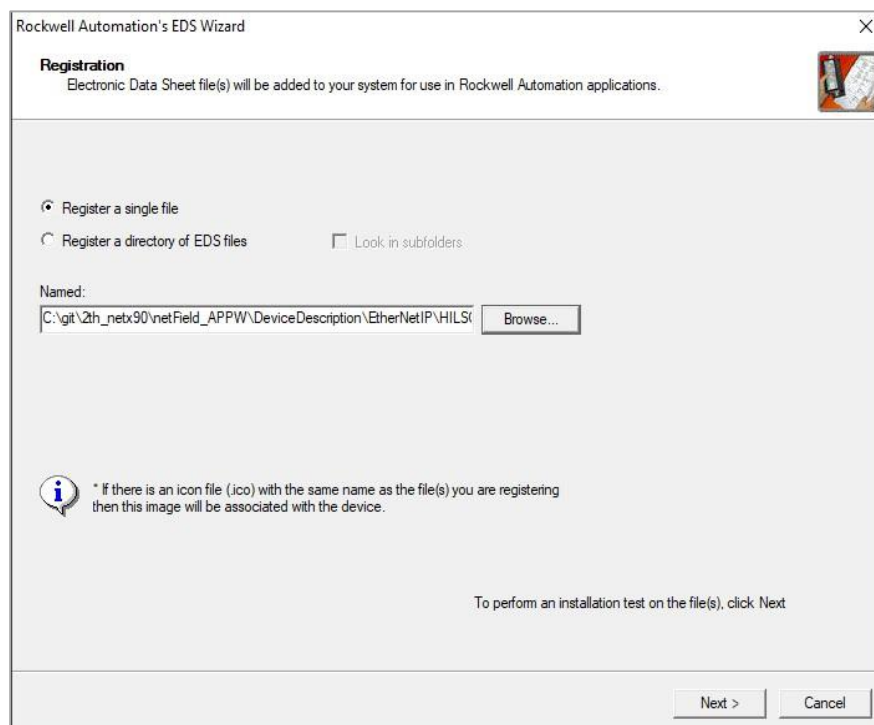 Rockwell Automation's EDS Wizard
Registration
Electronic Data Sheet file(s) will be added to your system for use in Rockwell Automation applications.
Register a single file
Register a directory of EDS files
Look in subfolders
Named:
C:\git\2th_netx90\netField_APPW\DeviceDescription\EtherNetIP\HILSC
Browse...
* If there is an icon file (.ico) with the same name as the file(s) you are registering
then this image will be associated with the device.
To perform an installation test on the file(s), click Next
Next >
Cancel